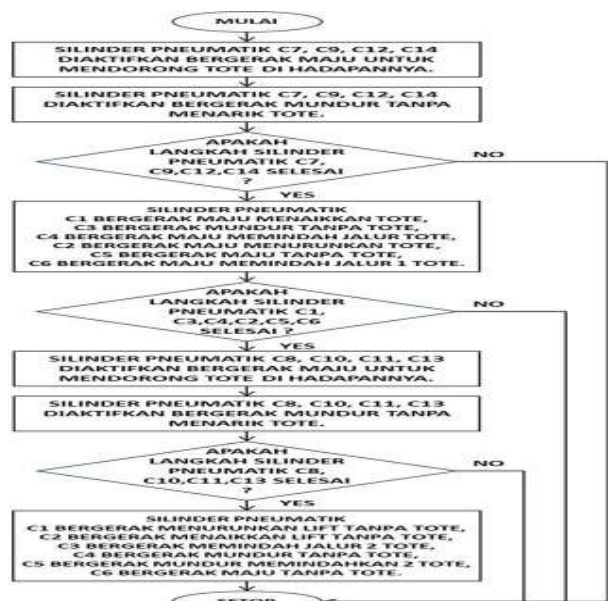 MULAI
SILINDER PNEUMATIK C7, C9, C12, C14
DIAKTIFKAN BERGERAK MAJU UNTUK
MENDORONG TOTE DI HADAPANNYA.
SILINDER PNEUMATIK C7, C9, C12, C14
DIAKTIFKAN BERGERAK MUNDUR TANPA
MENARIK TOTE.
APAKAH
LANGKAH SILINDER
PNEUMATIK C7,
C9,C12,C14 SELESAI
?
NO
YES
SILINDER PNEUMATIK
C1 BERGERAK MAJU MENAIKKAN TOTE,
C3 BERGERAK MUNDUR TANPA TOTE,
C4 BERGERAK MAJU MEMINDAH JALUR TOTE,
C2 BERGERAK MAJU MENURUNKAN TOTE,
C5 BERGERAK MAJU TANPA TOTE,
C6 BERGERAK MAJU MEMINDAH JALUR 1 TOTE.
APAKAH
LANGKAH SILINDER
PNEUMATIK C1,
C3,C4,C2,C5,C6
SELESAI ?
NO
YES
SILINDER PNEUMATIK C8, C10, C11, C13
DIAKTIFKAN BERGERAK MAJU UNTUK
MENDORONG TOTE DI HADAPANNYA.
SILINDER PNEUMATIK C8, C10, C11, C13
DIAKTIFKAN BERGERAK MUNDUR TANPA
MENARIK TOTE.
APAKAH
LANGKAH SILINDER
PNEUMATIK C8,
C10,C11,C13 SELESAI
?
NO
YES
SILINDER PNEUMATIK
C1 BERGERAK MENURUNKAN LIFT TANPA TOTE,
C2 BERGERAK MENAIKKAN LIFT TANPA TOTE,
C3 BERGERAK MEMINDAH JALUR 2 TOTE,
C4 BERGERAK MUNDUR TANPA TOTE,
C5 BERGERAK MUNDUR MEMINDAHKAN 2 TOTE,
C6 BERGERAK MAJU TANPA TOTE.